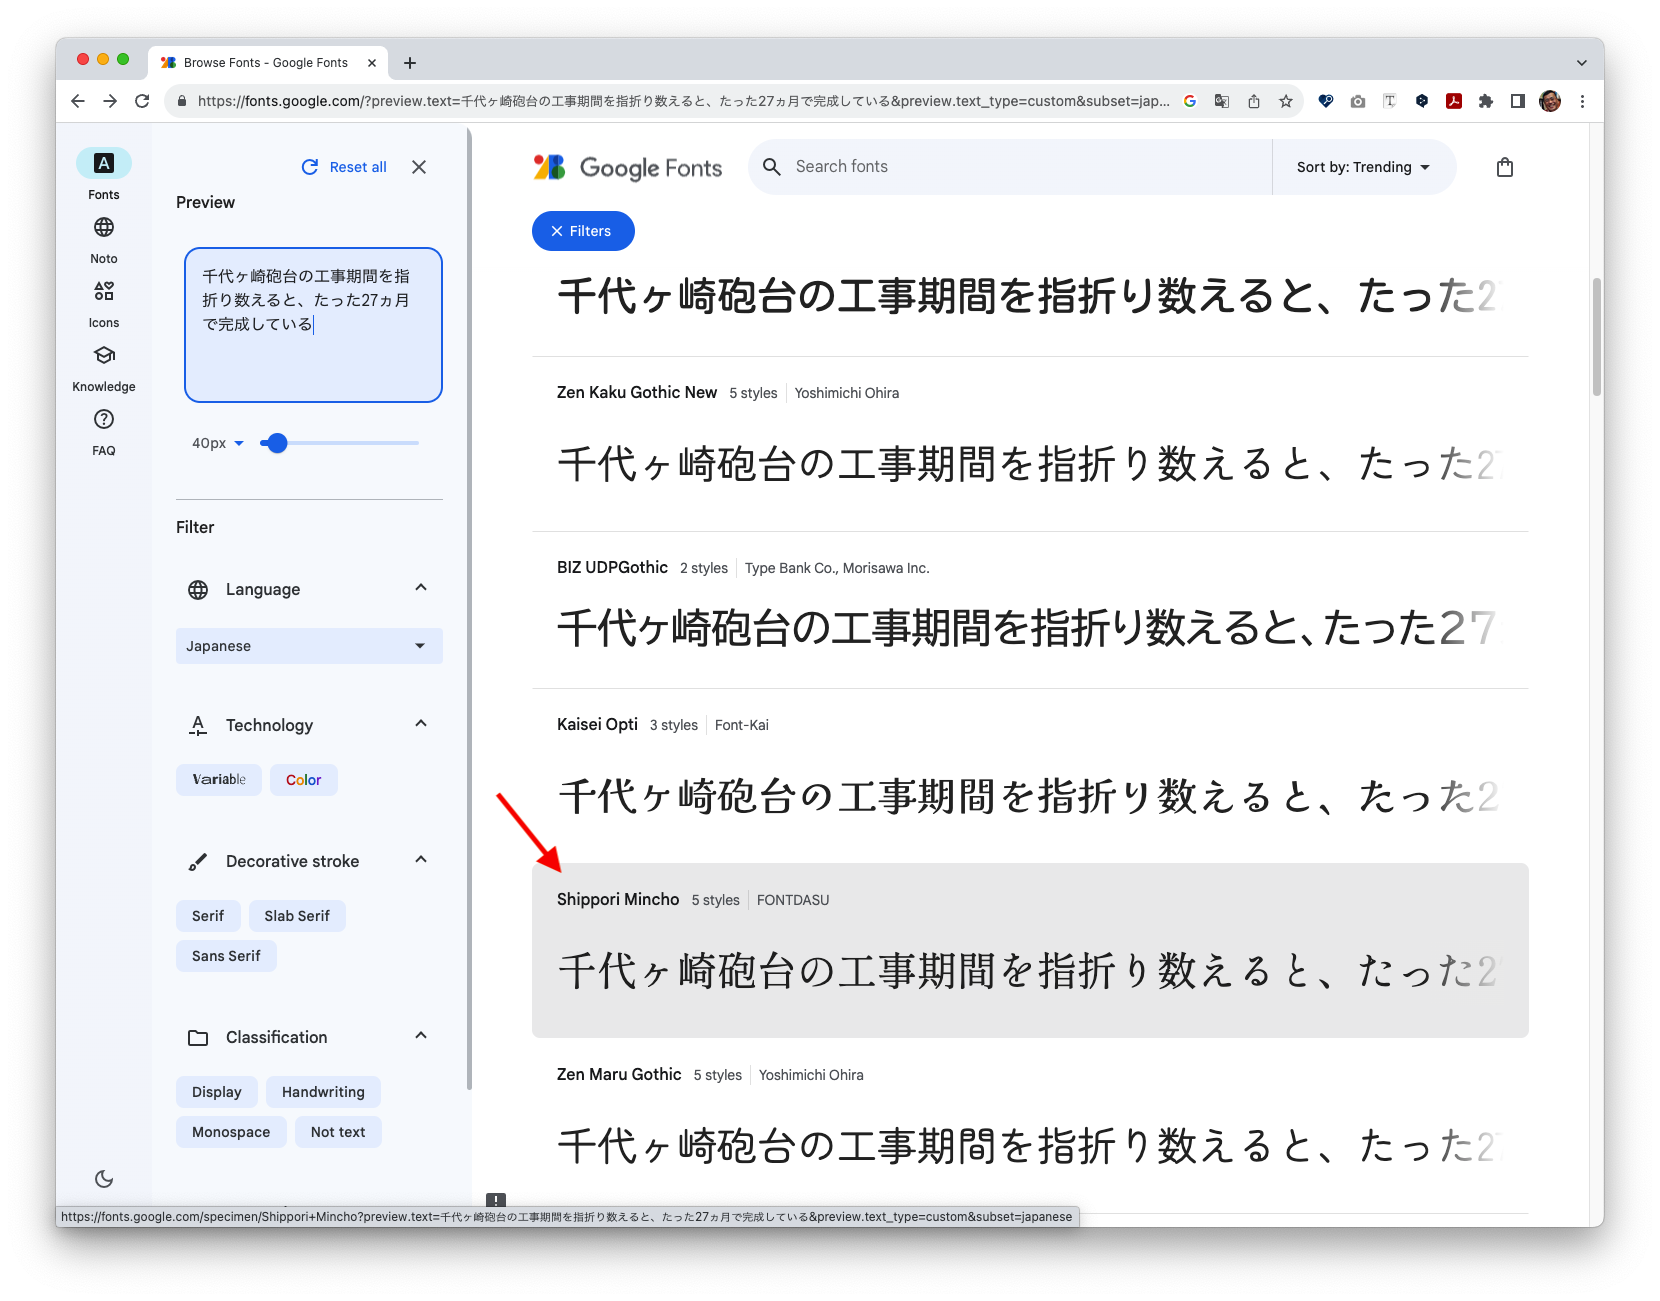 Browse Fonts - Google Fonts
https://fonts.google.com/?preview.text=千代ヶ崎砲台の工事期間を指折り数えると、たった27ヵ月で完成している&preview.text_type=custom&subset=jap...
Fonts
Noto
Icons
Knowledge
FAQ
Reset all
Preview
千代ヶ崎砲台の工事期間を指
折り数えると、たった27ヵ月
で完成している
40px
Filter
Language
Japanese
Technology
Variable
Color
Decorative stroke
Serif
Slab Serif
Sans Serif
Classification
Display
Handwriting
Monospace
Not text
Google Fonts
Search fonts
Sort by: Trending
Filters
千代ヶ崎砲台の工事期間を指折り数えると、たった27
Zen Kaku Gothic New 5 styles Yoshimichi Ohira
千代ヶ崎砲台の工事期間を指折り数えると、たった27
BIZ UDPGothic 2 styles Type Bank Co., Morisawa Inc.
千代ヶ崎砲台の工事期間を指折り数えると、たった27
Kaisei Opti 3 styles Font-Kai
千代ヶ崎砲台の工事期間を指折り数えると、たった2
Shippori Mincho 5 styles FONTDASU
千代ヶ崎砲台の工事期間を指折り数えると、たった2
Zen Maru Gothic 5 styles Yoshimichi Ohira
千代ヶ崎砲台の工事期間を指折り数えると、たった27
https://fonts.google.com/specimen/Shippori+Mincho?preview.text=千代ヶ崎砲台の工事期間を指折り数えると、たった27ヵ月で完成している&preview.text_type=custom&subset=japanese